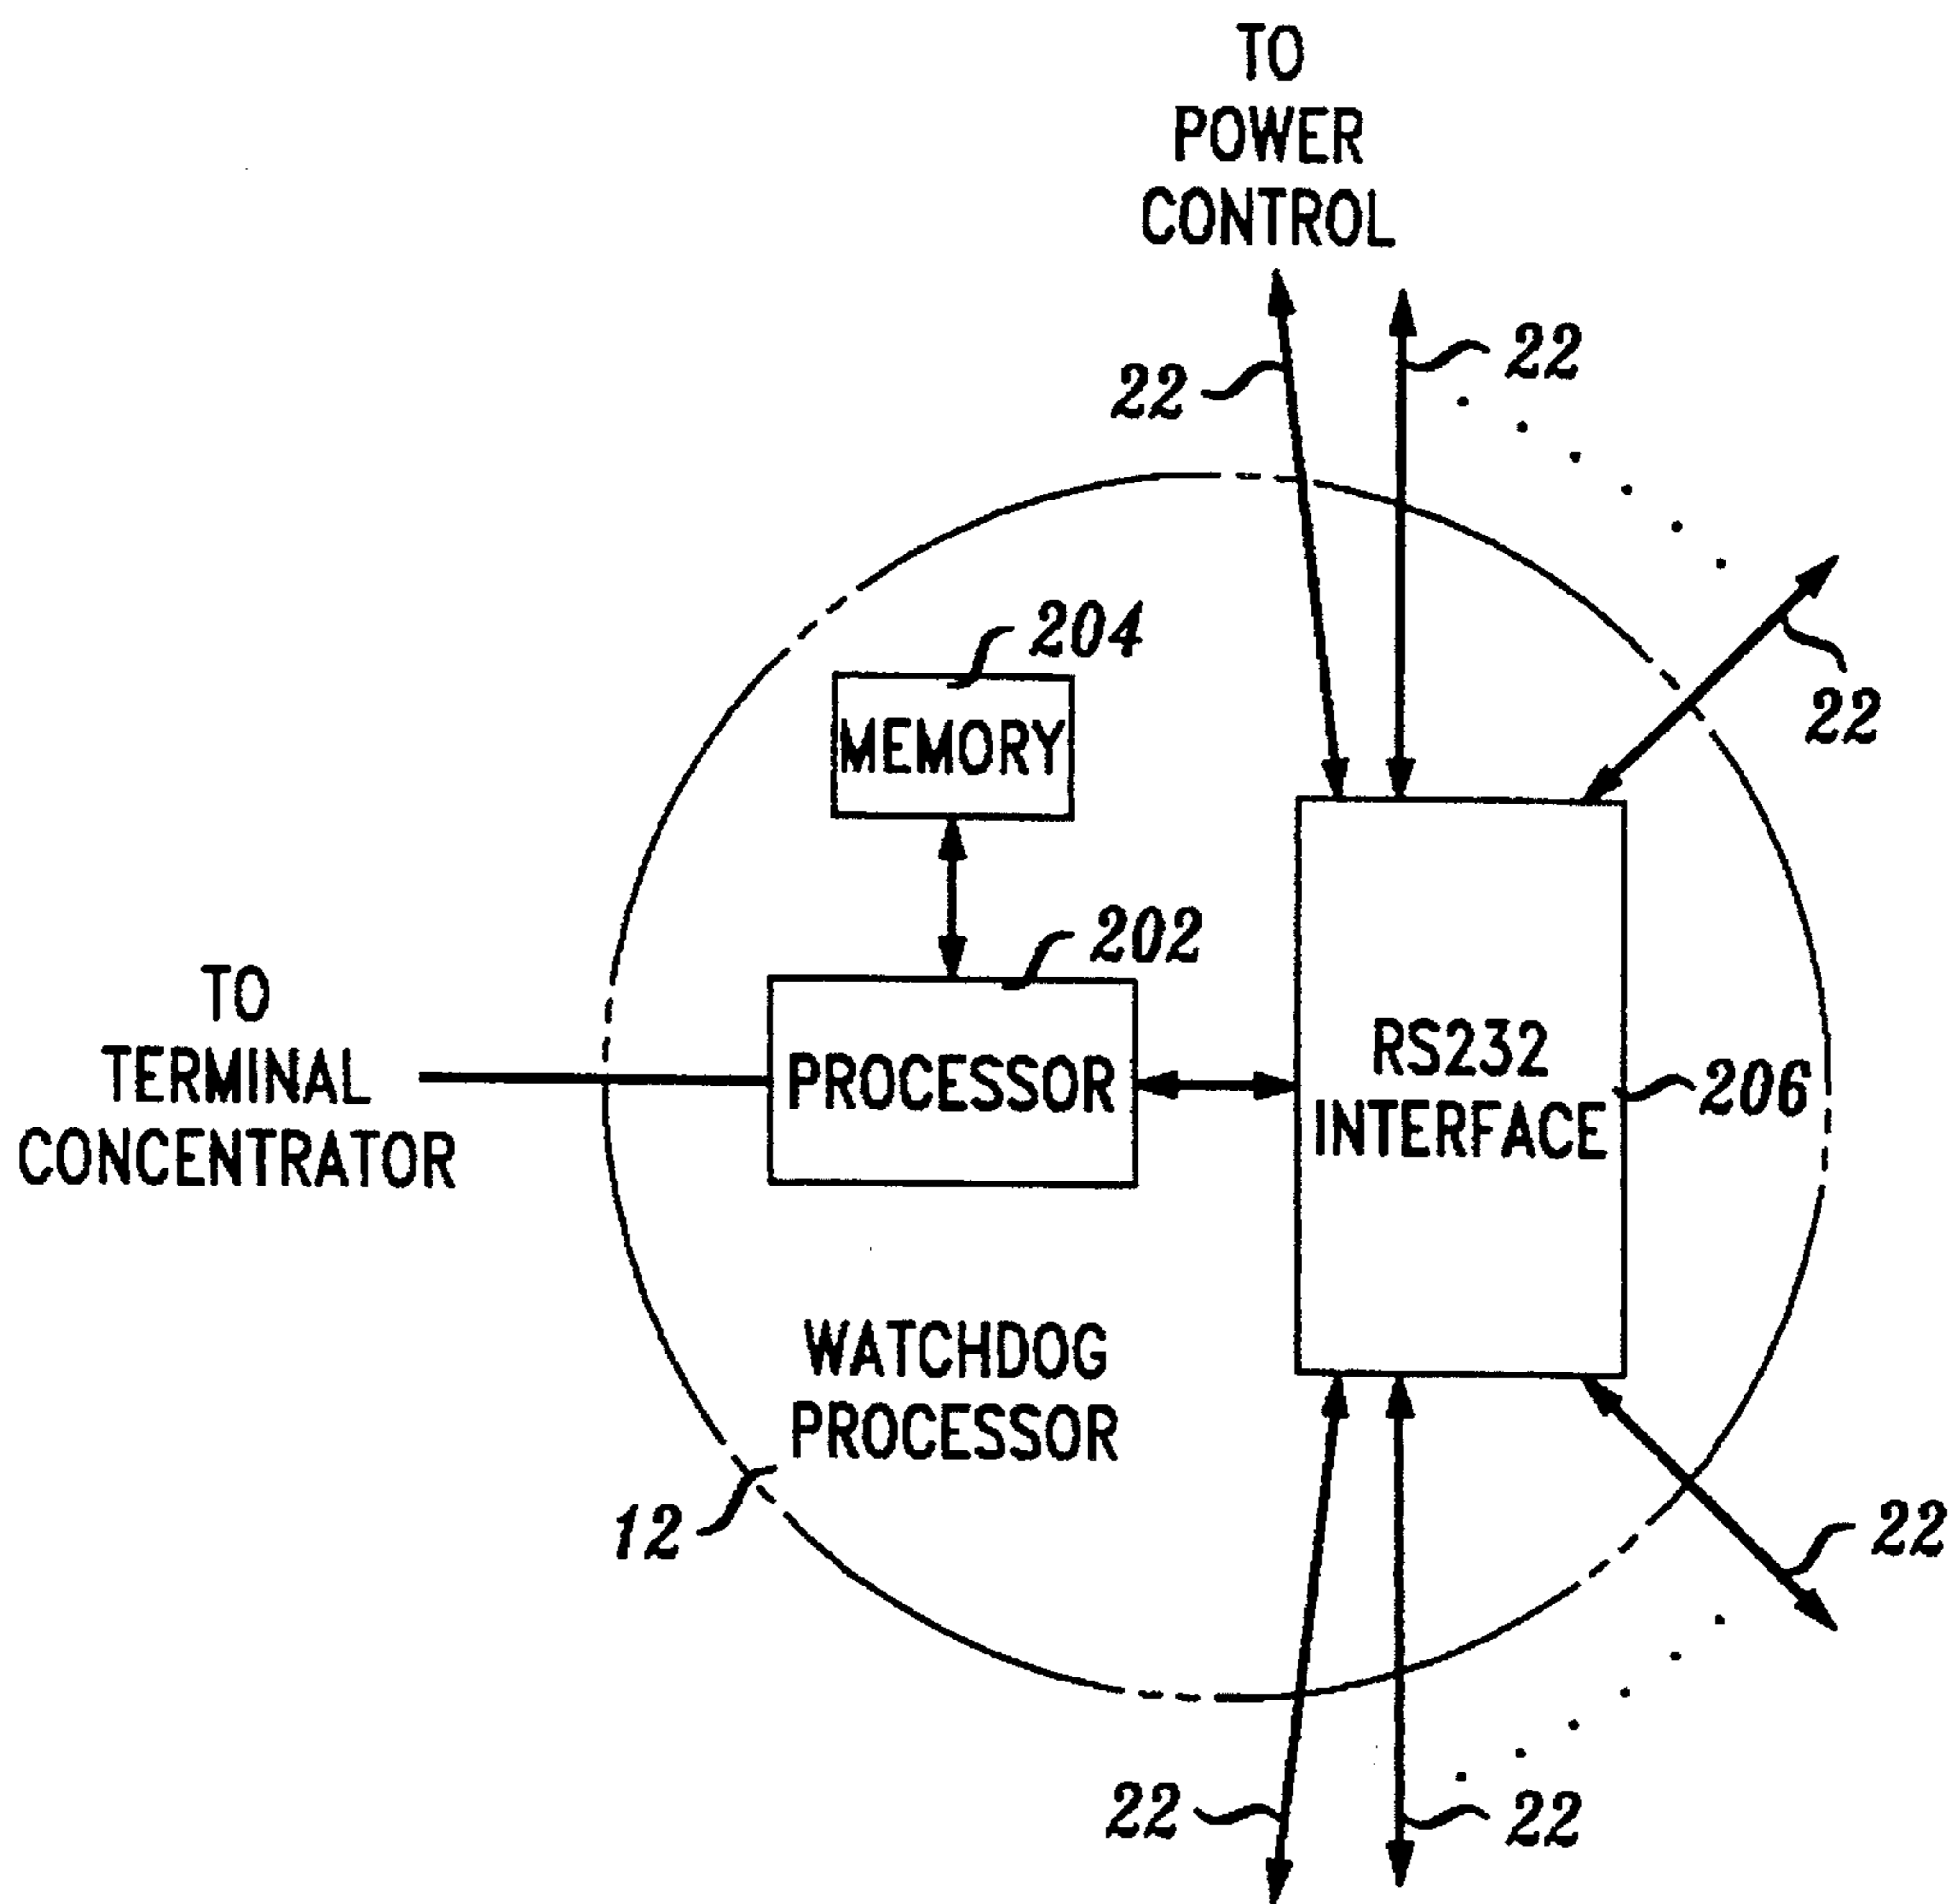 TO
POWER
CONTROL
22
22
22
204
MEMORY
202
TO
TERMINAL
CONCENTRATOR
PROCESSOR
RS232
INTERFACE
206
WATCHDOG
PROCESSOR
12
22
22
22